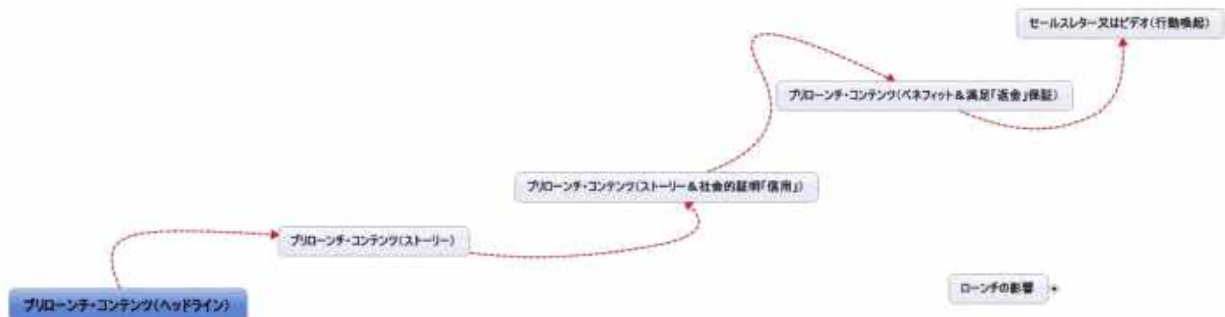 セールスレター又はビデオ(行動喚起)
プリローンチ・コンテンツ(ベネフィット&満足「返金」保証)
プリローンチ・コンテンツ(ストーリー&社会的証明「信用」)
プリローンチ・コンテンツ(ストーリー)
ローンチの影響
プリローンチ・コンテンツ(ヘッドライン)